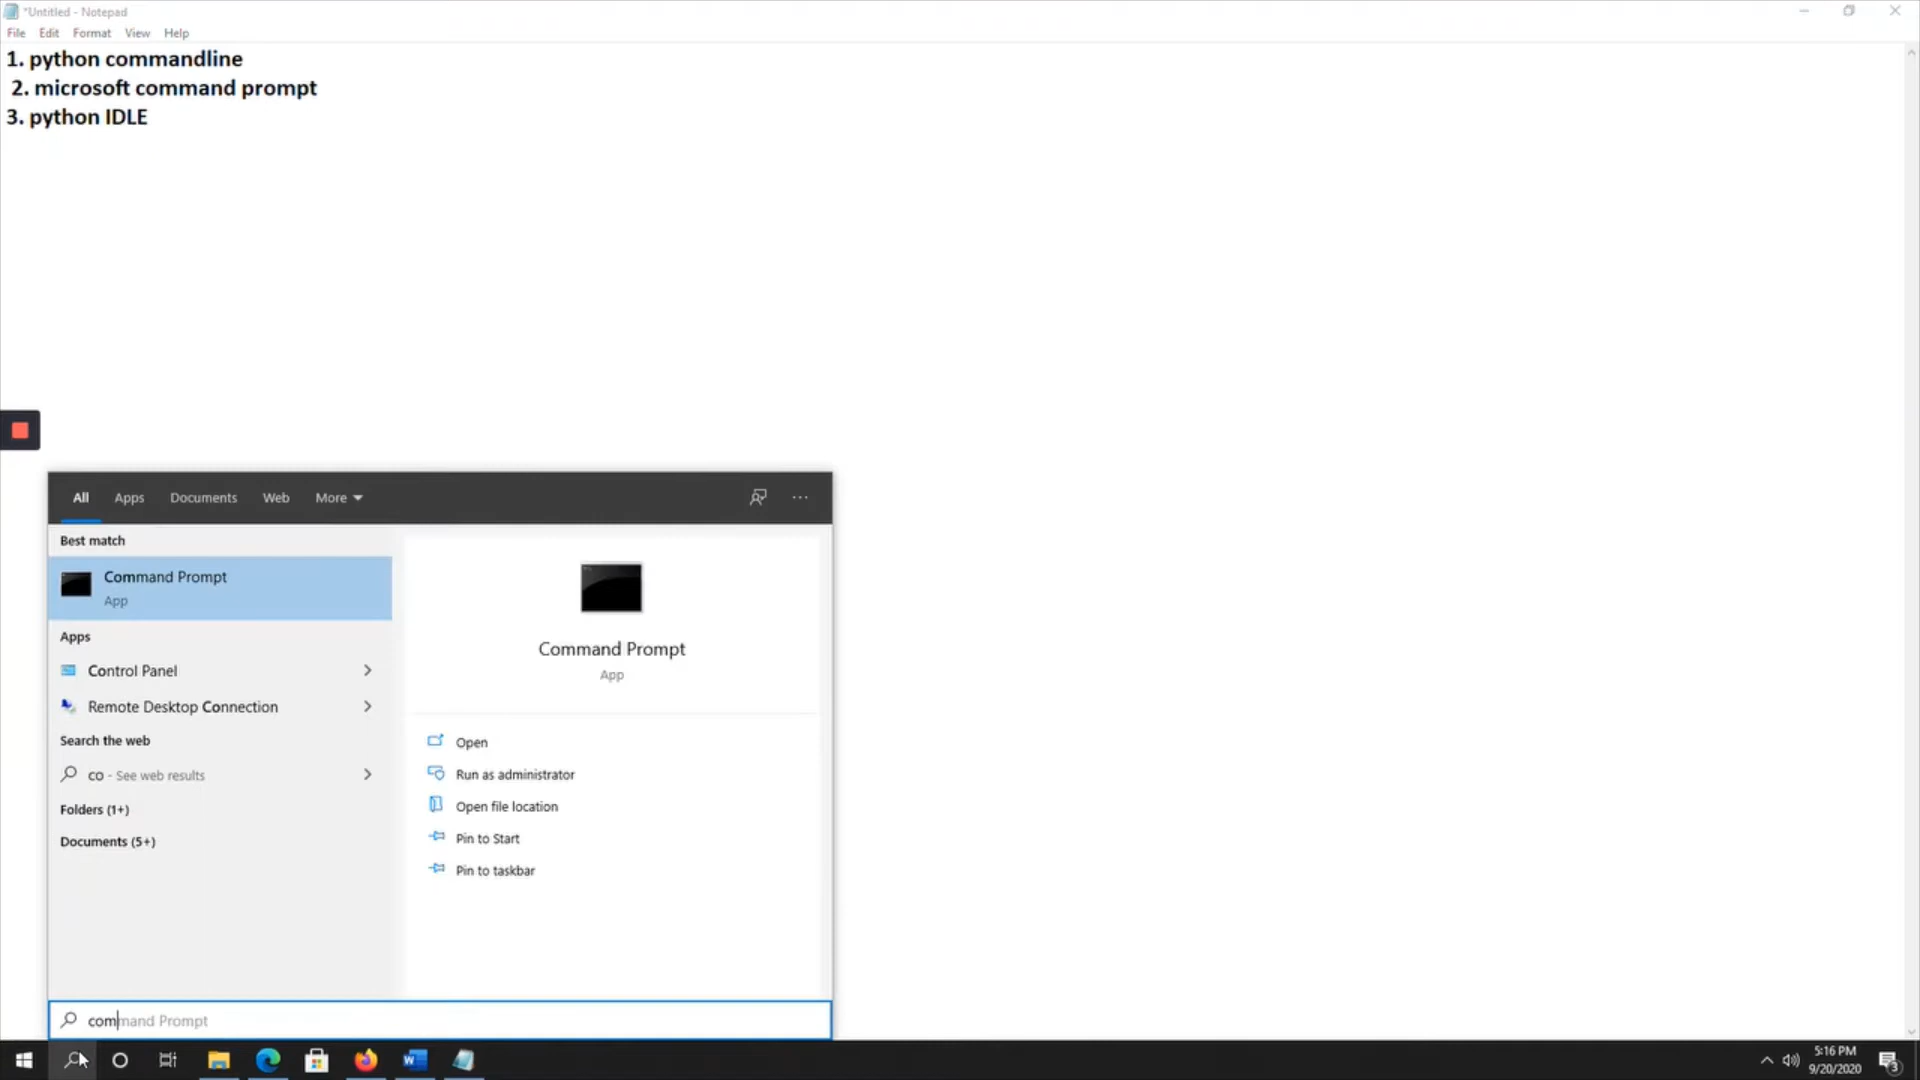 *Untitled - Notepad
File Edit Format View Help
1. python commandline
2. microsoft command prompt
3. python IDLE
All Apps Documents Web More
Best match
Command Prompt
App
Apps
Control Panel
Remote Desktop Connection
Search the web
co - See web results
Folders (1+)
Documents (5+)
Command Prompt
App
Open
Run as administrator
Open file location
Pin to Start
Pin to taskbar
command Prompt
5:16 PM
9/20/2020
3